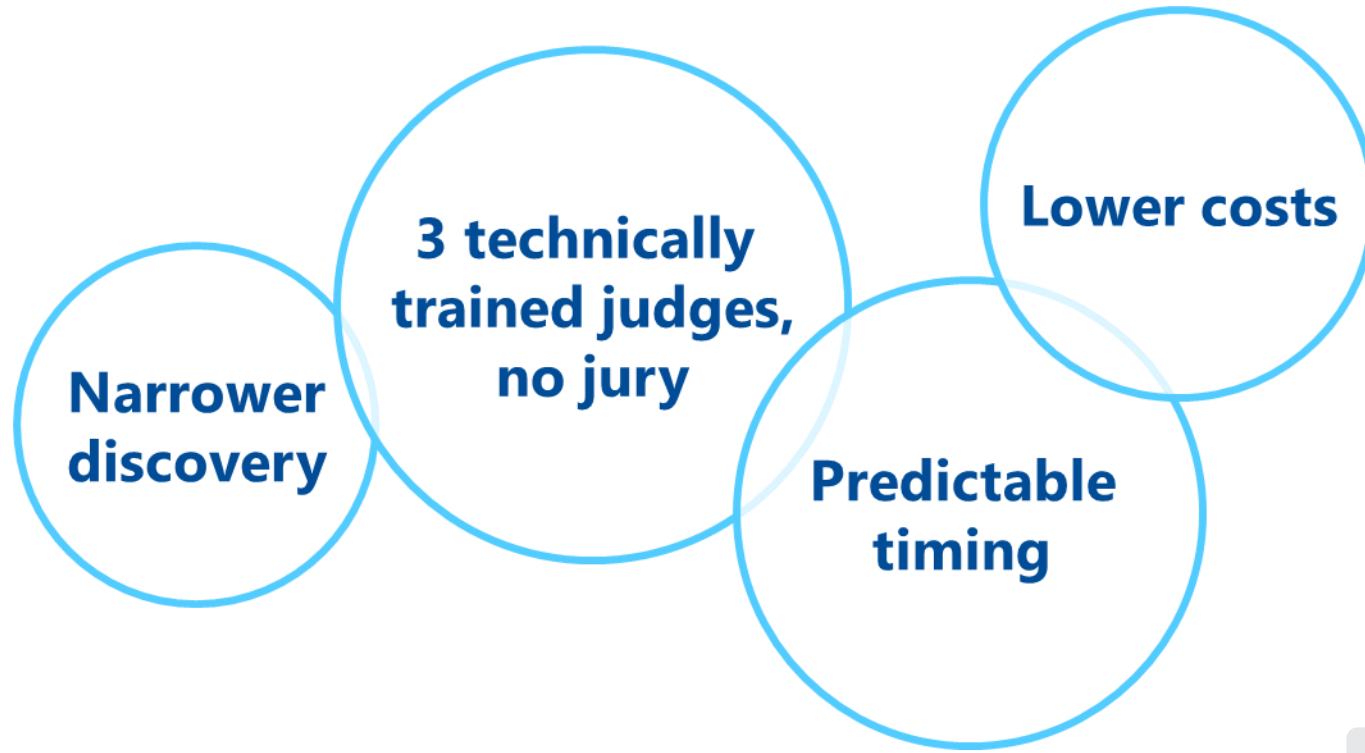 Narrower
discovery
3 technically
trained judges,
no jury
Predictable
timing
Lower costs